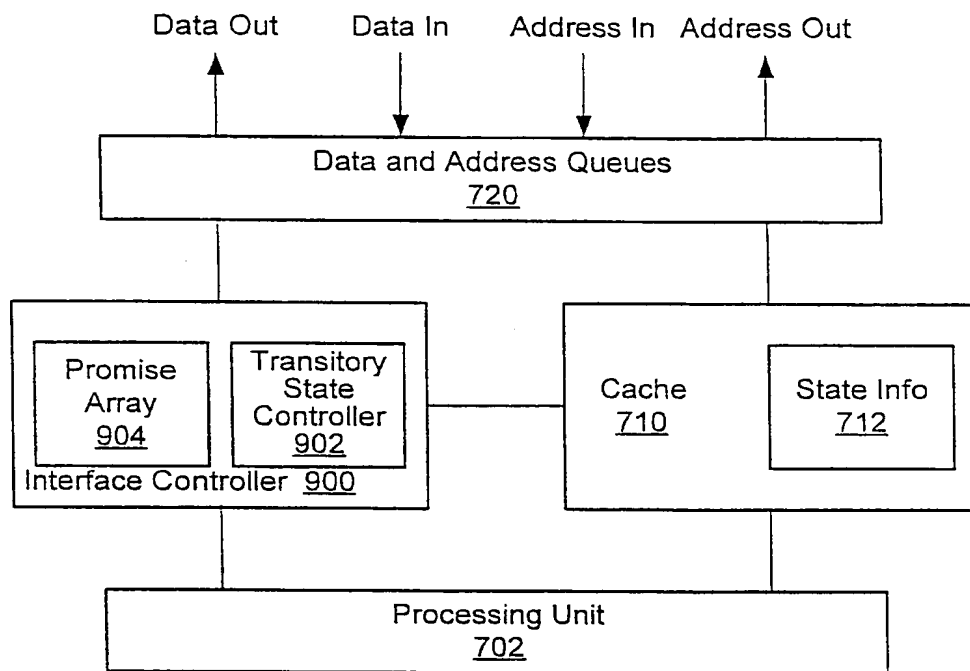 Data Out Data In Address In Address Out
Data and Address Queues
720
Promise
Array
904
Transitory
State
Controller
902
Interface Controller 900
Cache
710
State Info
712
Processing Unit
702